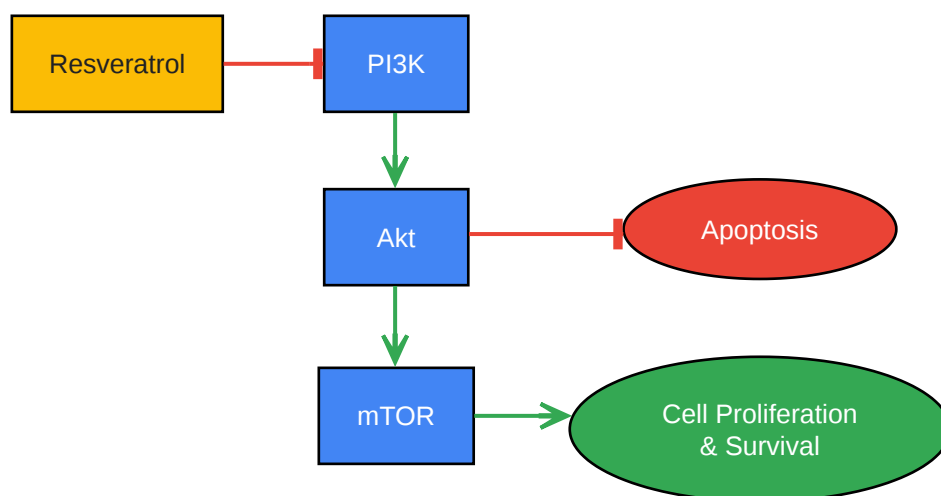 Resveratrol
PI3K
Akt
Apoptosis
mTOR
Cell Proliferation
& Survival